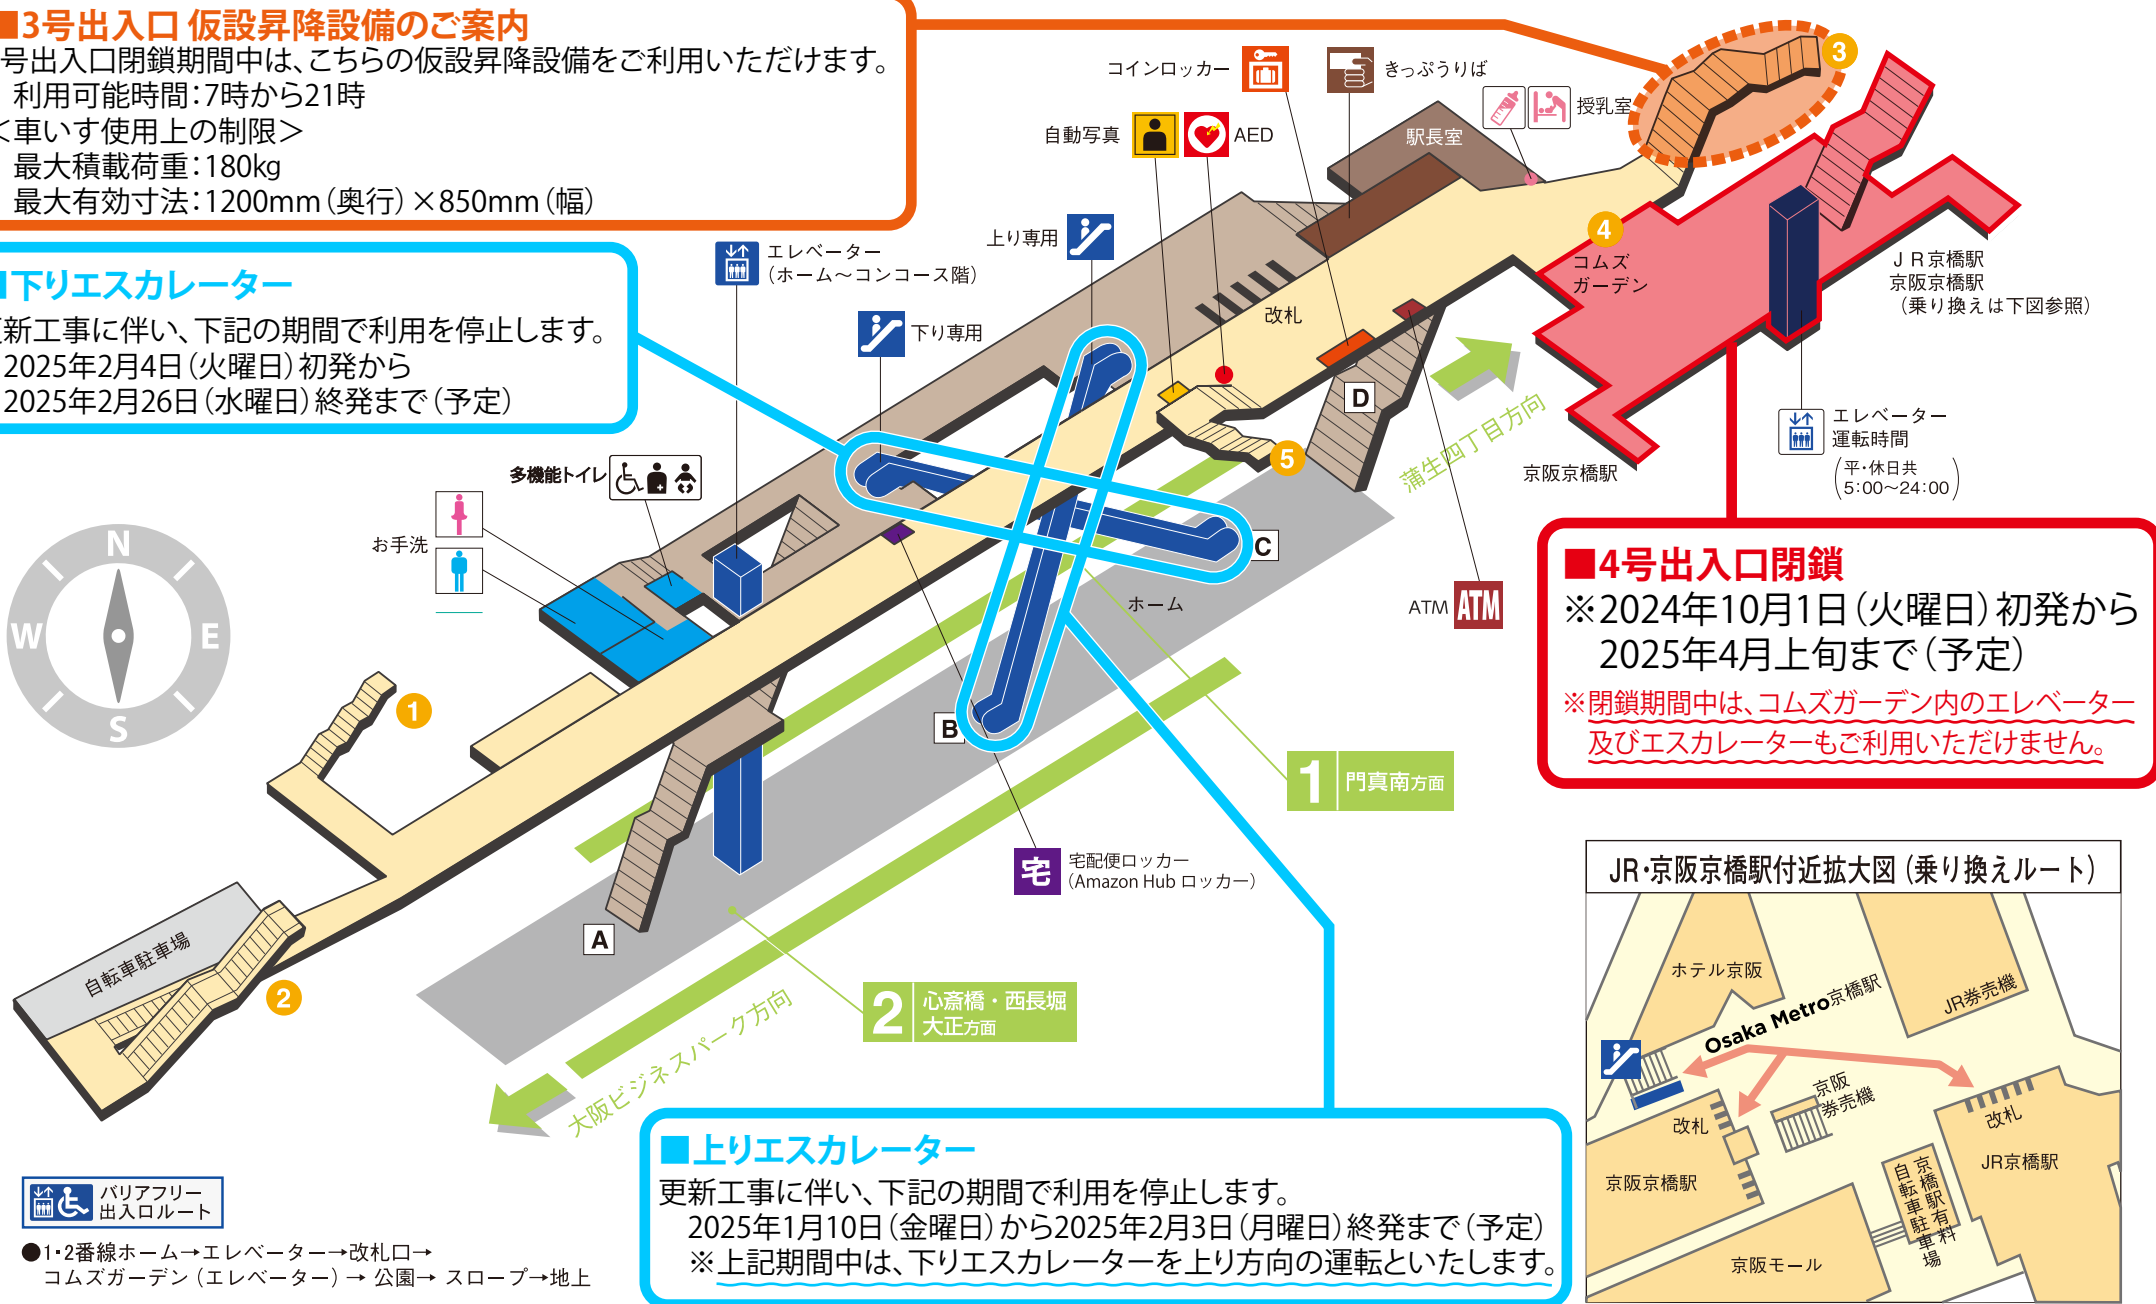 ■3号出入口 仮設昇降設備のご案内
号出入口閉鎖期間中は、こちらの仮設昇降設備をご利用いただけます。
利用可能時間：7時から21時
＜車いす使用上の制限＞
最大積載荷重：180kg
最大有効寸法：1200mm（奥行）×850mm（幅）
■下りエスカレーター
更新工事に伴い、下記の期間で利用を停止します。
2025年2月4日（火曜日）初発から
2025年2月26日（水曜日）終発まで（予定）
コインロッカー
きっぷうりば
自動写真
AED
駅長室
授乳室
3
4
コムズ
ガーデン
ＪＲ京橋駅
京阪京橋駅
（乗り換えは下図参照）
エレベーター
（ホーム～コンコース階）
上り専用
下り専用
改札
D
5
蒲生四丁目方向
京阪京橋駅
エレベーター
運転時間
（平・休日共
5：00～24：00）
多機能トイレ
お手洗
N
W
E
S
C
ホーム
ATM
ATM
B
1
1 門真南方面
宅
宅配便ロッカー
（Amazon Hub ロッカー）
A
自転車駐車場
2
2 心斎橋・西長堀
大正方面
大阪ビジネスパーク方向
■4号出入口閉鎖
※2024年10月1日（火曜日）初発から
2025年4月上旬まで（予定）
※閉鎖期間中は、コムズガーデン内のエレベーター
及びエスカレーターもご利用いただけません。
JR・京阪京橋駅付近拡大図（乗り換えルート）
ホテル京阪
Osaka Metro京橋駅
JR券売機
京阪
券売機
改札
改札
京阪京橋駅
JR京橋駅
京橋駅有料
自転車駐車場
京阪モール
■上りエスカレーター
更新工事に伴い、下記の期間で利用を停止します。
2025年1月10日（金曜日）から2025年2月3日（月曜日）終発まで（予定）
※上記期間中は、下りエスカレーターを上り方向の運転といたします。
バリアフリー
出入口ルート
●1・2番線ホーム→エレベーター→改札口→
コムズガーデン（エレベーター）→ 公園→ スロープ→地上